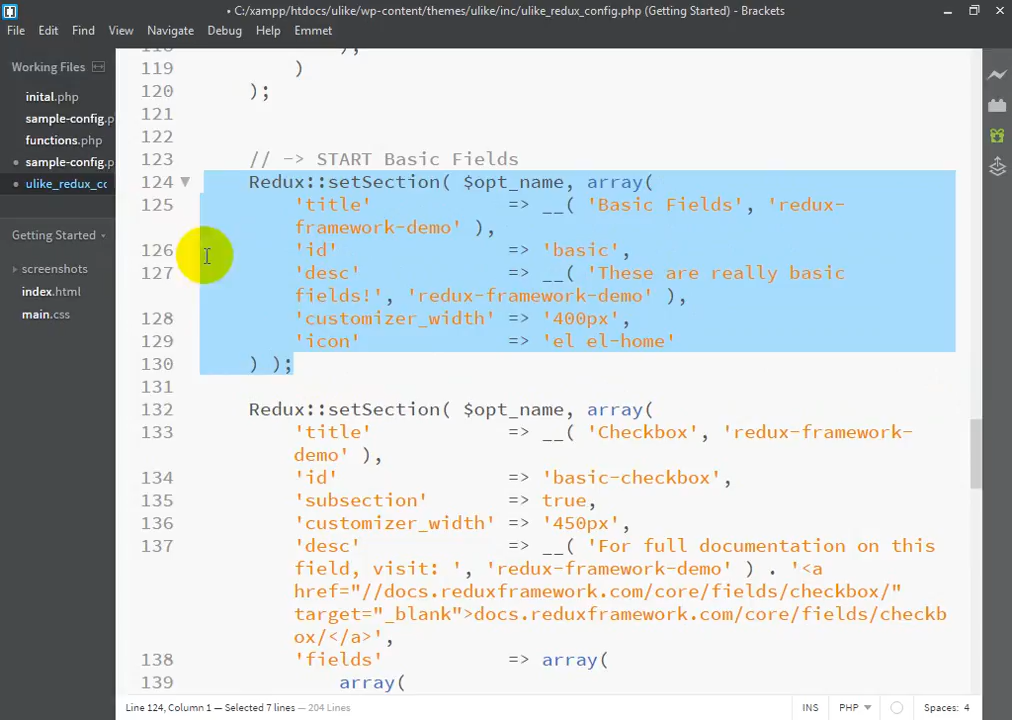 • C:/xampp/htdocs/ulike/wp-content/themes/ulike/inc/ulike_redux_config.php (Getting Started) - Brackets
File Edit Find View Navigate Debug Help Emmet
Working Files
inital.php
sample-config.p
functions.php
• sample-config.p
• ulike_redux_cc
Getting Started
screenshots
index.html
main.css
119 )
120 );
121
122
123 // -> START Basic Fields
124 Redux::setSection( $opt_name, array(
125 'title' => __( 'Basic Fields', 'redux-
framework-demo' ),
126 'id' => 'basic',
127 'desc' => __( 'These are really basic
fields!', 'redux-framework-demo' ),
128 'customizer_width' => '400px',
129 'icon' => 'el el-home'
130 ) );
131
132 Redux::setSection( $opt_name, array(
133 'title' => __( 'Checkbox', 'redux-framework-
demo' ),
134 'id' => 'basic-checkbox',
135 'subsection' => true,
136 'customizer_width' => '450px',
137 'desc' => __( 'For full documentation on this
field, visit: ', 'redux-framework-demo' ) . '<a
href="//docs.reduxframework.com/core/fields/checkbox/"
target="_blank">docs.reduxframework.com/core/fields/checkb
ox/</a>',
138 'fields' => array(
139 array(
Line 124, Column 1 — Selected 7 lines — 204 Lines
INS PHP Spaces: 4